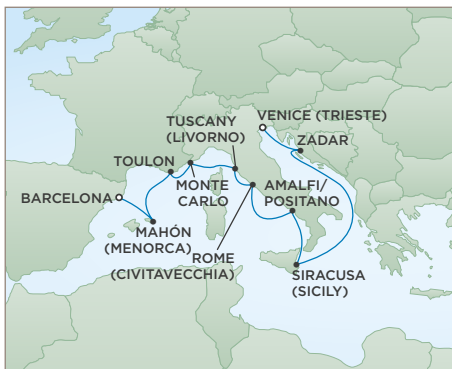 VENICE (TRIESTE)
TUSCANY
(LIVORNO)
ZADAR
TOULON
MONTE
CARLO
AMALFI/
POSITANO
BARCELONA
MAHÓN
(MENORCA)
ROME
(CIVITAVECCHIA)
SIRACUSA
(SICILY)